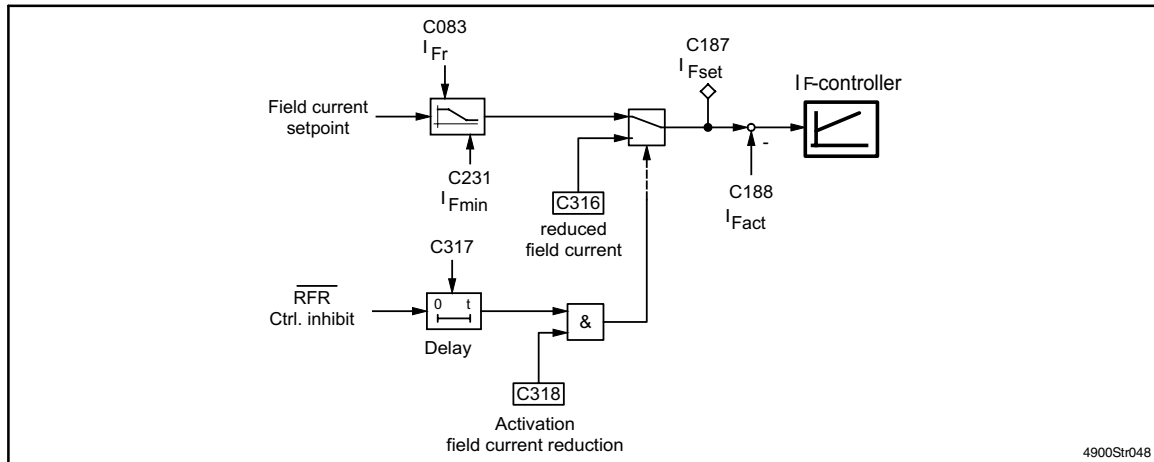 C083
I Fr
C187
I Fset
I F-controller
Field current
setpoint
C231
I Fmin
C316
reduced
field current
C188
I Fact
-
C317
RFR
Ctrl. inhibit
0 t
Delay
&
C318
Activation
field current reduction
4900Str048